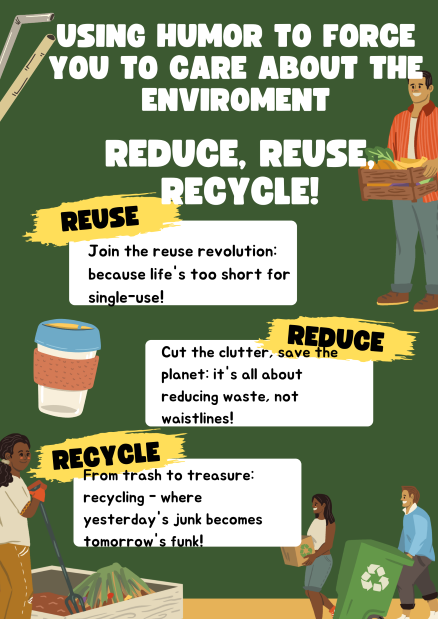 USING HUMOR TO FORCE
YOU TO CARE ABOUT THE
ENVIROMENT
REDUCE, REUSE,
RECYCLE!
REUSE
Join the reuse revolution:
because life's too short for
single-use!
REDUCE
Cut the clutter, save the
planet: it's all about
reducing waste, not
waistlines!
RECYCLE
From trash to treasure:
recycling - where
yesterday's junk becomes
tomorrow's funk!